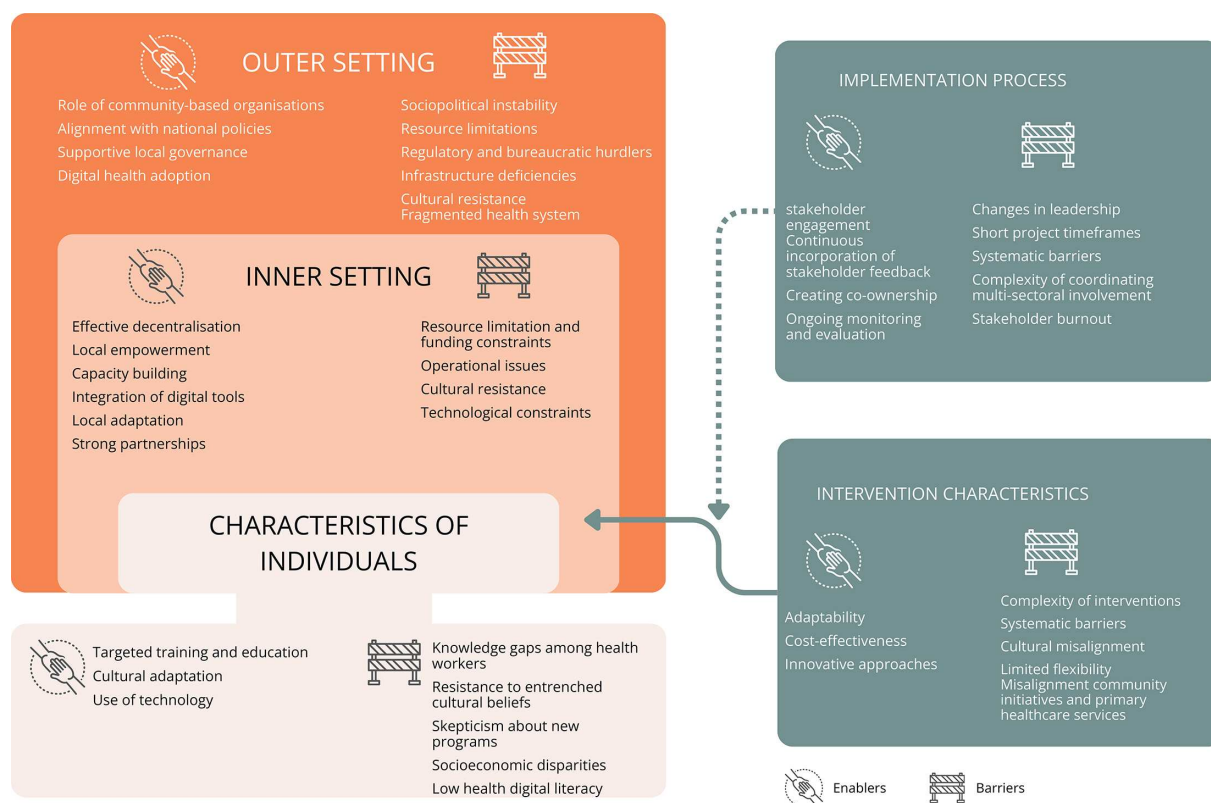 OUTER SETTING
Role of community-based organisations
Alignment with national policies
Supportive local governance
Digital health adoption
Sociopolitical instability
Resource limitations
Regulatory and bureaucratic hurdlers
Infrastructure deficiencies
Cultural resistance
Fragmented health system
INNER SETTING
Effective decentralisation
Local empowerment
Capacity building
Integration of digital tools
Local adaptation
Strong partnerships
Resource limitation and
funding constraints
Operational issues
Cultural resistance
Technological constraints
CHARACTERISTICS OF
INDIVIDUALS
Targeted training and education
Cultural adaptation
Use of technology
Knowledge gaps among health
workers
Resistance to entrenched
cultural beliefs
Skepticism about new
programs
Socioeconomic disparities
Low health digital literacy
IMPLEMENTATION PROCESS
stakeholder
engagement
Continuous
incorporation of
stakeholder feedback
Creating co-ownership
Ongoing monitoring
and evaluation
Changes in leadership
Short project timeframes
Systematic barriers
Complexity of coordinating
multi-sectoral involvement
Stakeholder burnout
INTERVENTION CHARACTERISTICS
Adaptability
Cost-effectiveness
Innovative approaches
Complexity of interventions
Systematic barriers
Cultural misalignment
Limited flexibility
Misalignment community
initiatives and primary
healthcare services
Enablers
Barriers